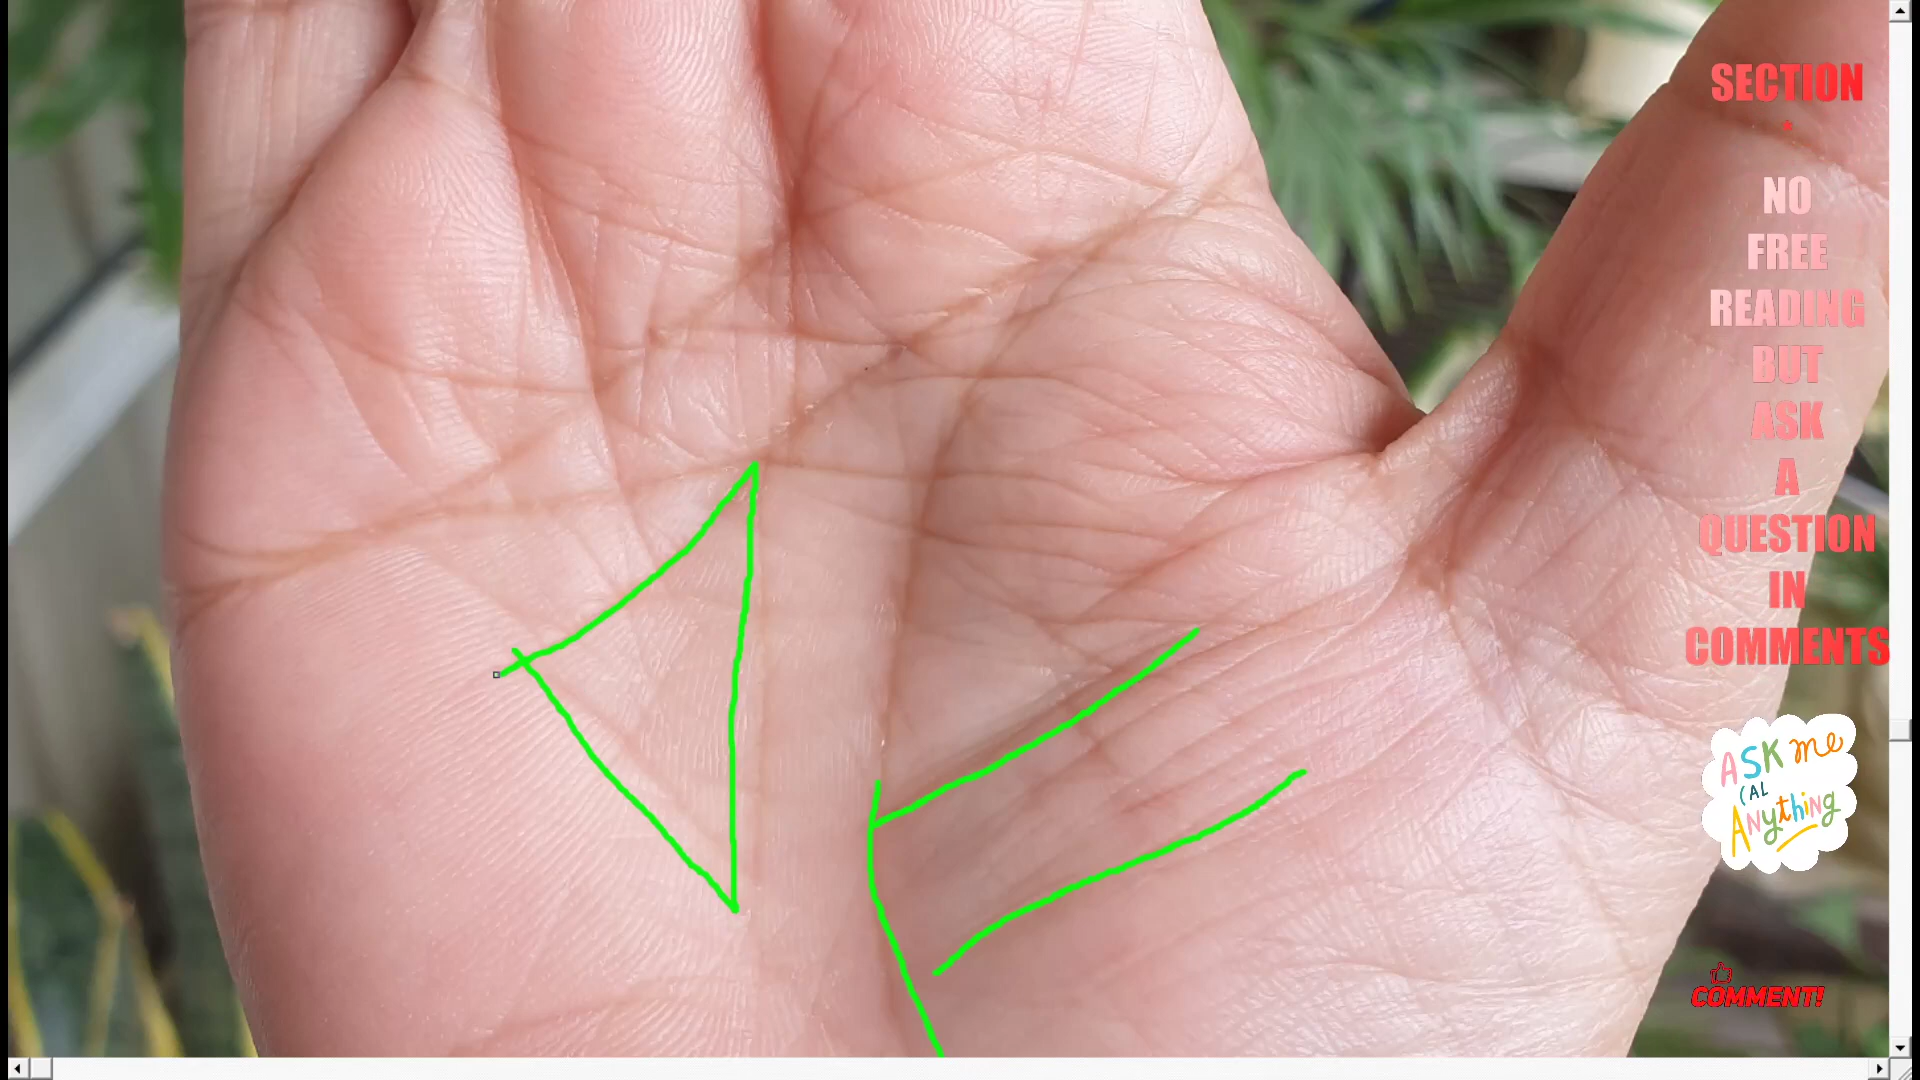 SECTION
*
NO
FREE
READING
BUT
ASK
A
QUESTION
IN
COMMENTS
ASK me
(AL
Anything
COMMENT!